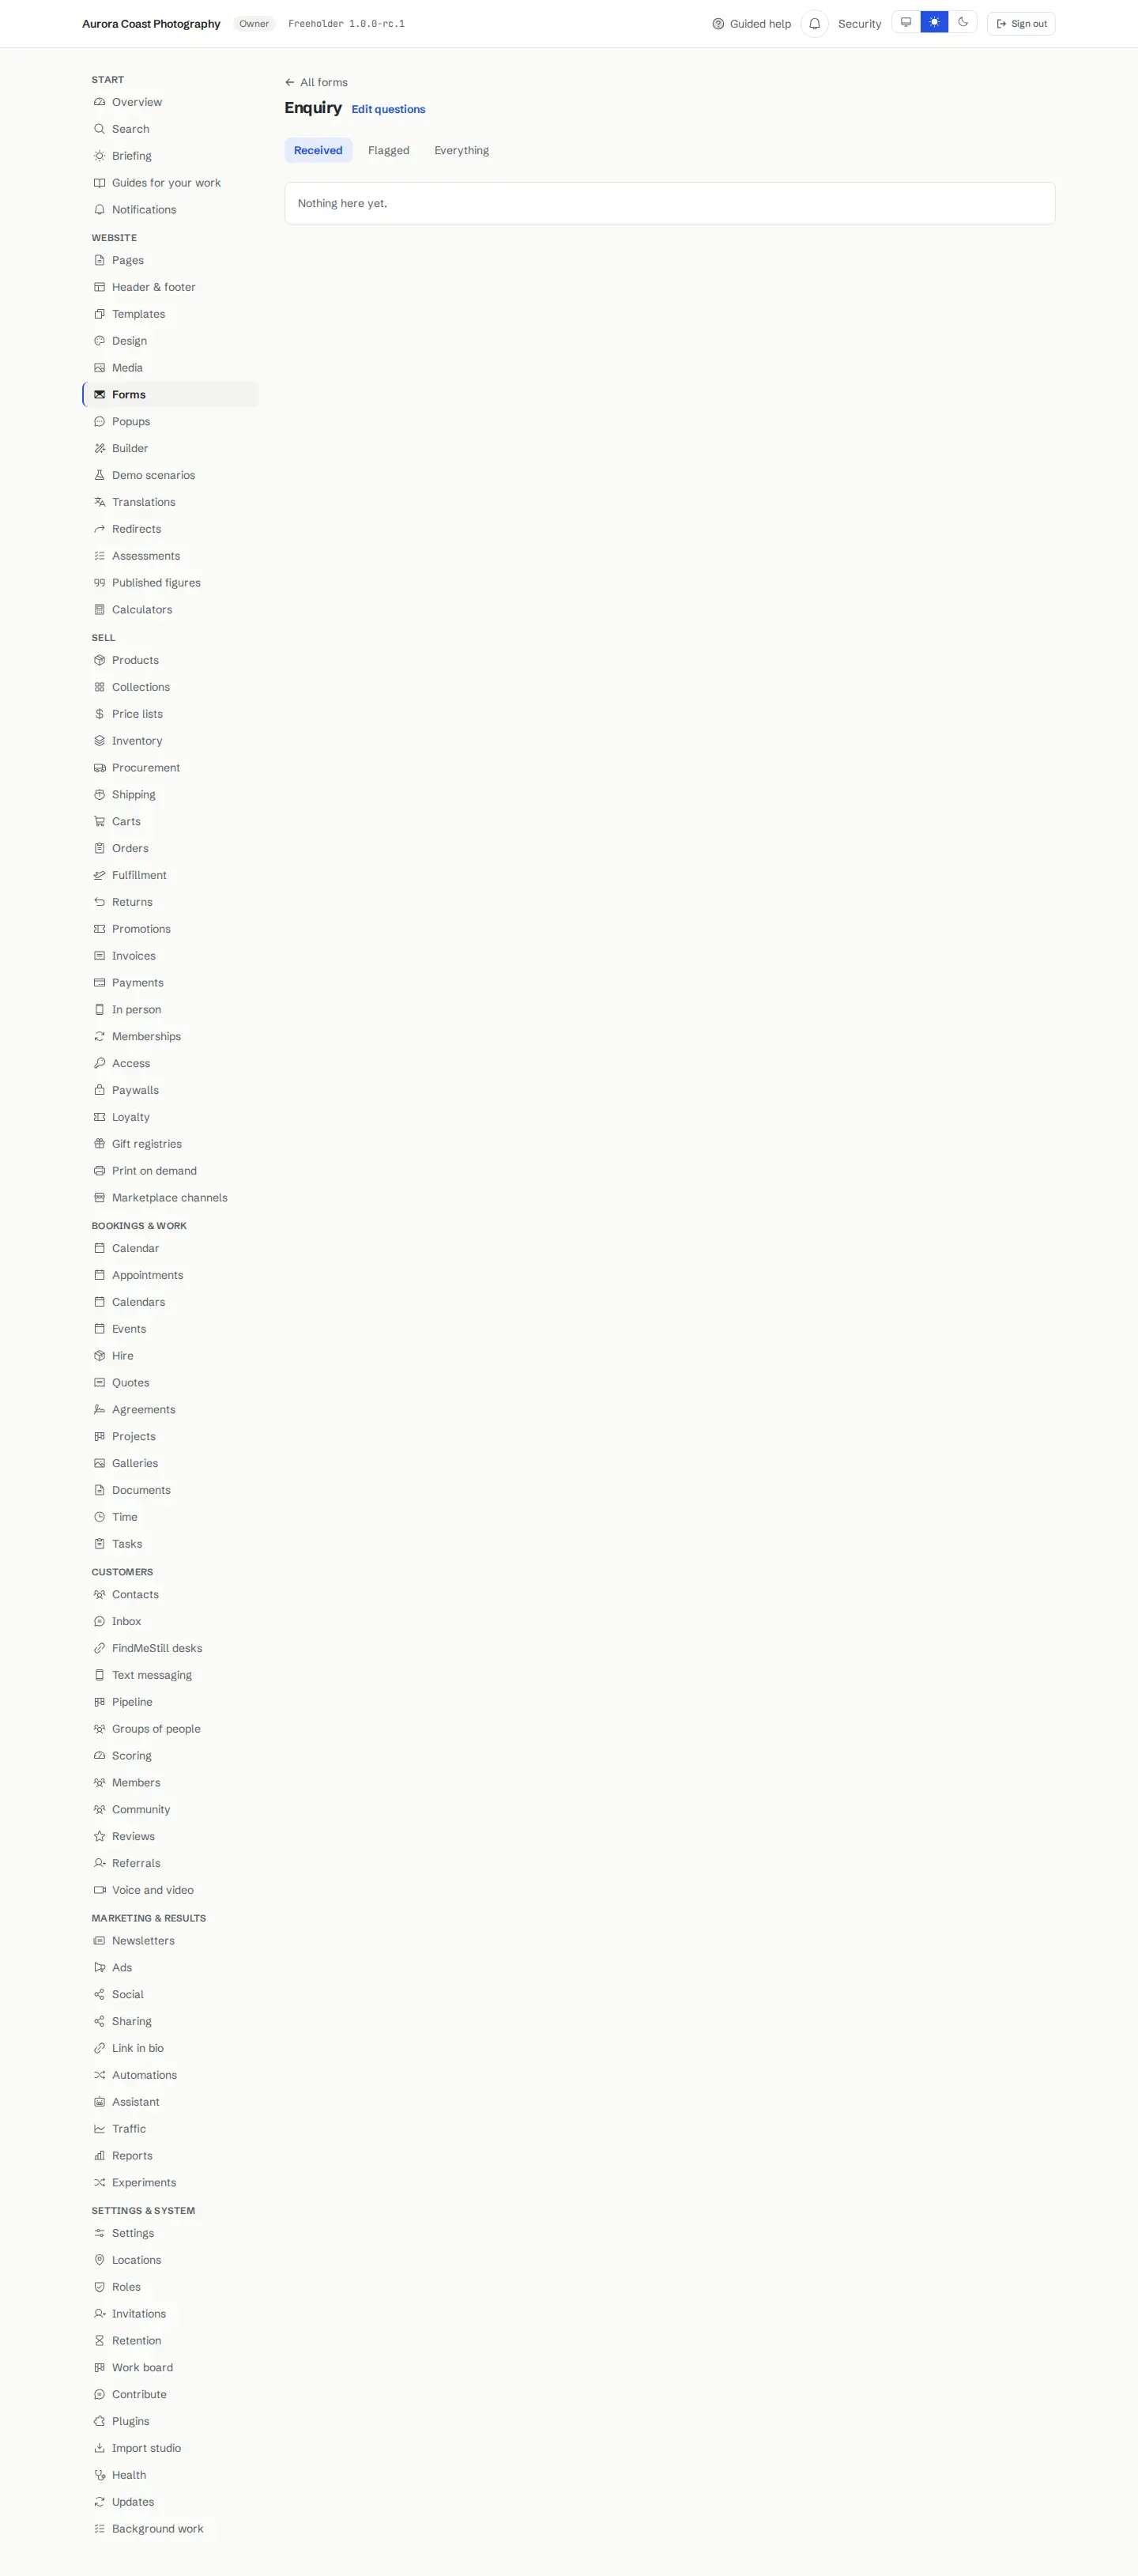 Aurora Coast Photography Owner Freeholder 1.0.0-rc.1 Guided help Security Sign out
START
Overview
Search
Briefing
Guides for your work
Notifications
WEBSITE
Pages
Header & footer
Templates
Design
Media
Forms
Popups
Builder
Demo scenarios
Translations
Redirects
Assessments
Published figures
Calculators
SELL
Products
Collections
Price lists
Inventory
Procurement
Shipping
Carts
Orders
Fulfillment
Returns
Promotions
Invoices
Payments
In person
Memberships
Access
Paywalls
Loyalty
Gift registries
Print on demand
Marketplace channels
BOOKINGS & WORK
Calendar
Appointments
Calendars
Events
Hire
Quotes
Agreements
Projects
Galleries
Documents
Time
Tasks
CUSTOMERS
Contacts
Inbox
FindMeStill desks
Text messaging
Pipeline
Groups of people
Scoring
Members
Community
Reviews
Referrals
Voice and video
MARKETING & RESULTS
Newsletters
Ads
Social
Sharing
Link in bio
Automations
Assistant
Traffic
Reports
Experiments
SETTINGS & SYSTEM
Settings
Locations
Roles
Invitations
Retention
Work board
Contribute
Plugins
Import studio
Health
Updates
Background work
All forms
Enquiry Edit questions
Received Flagged Everything
Nothing here yet.